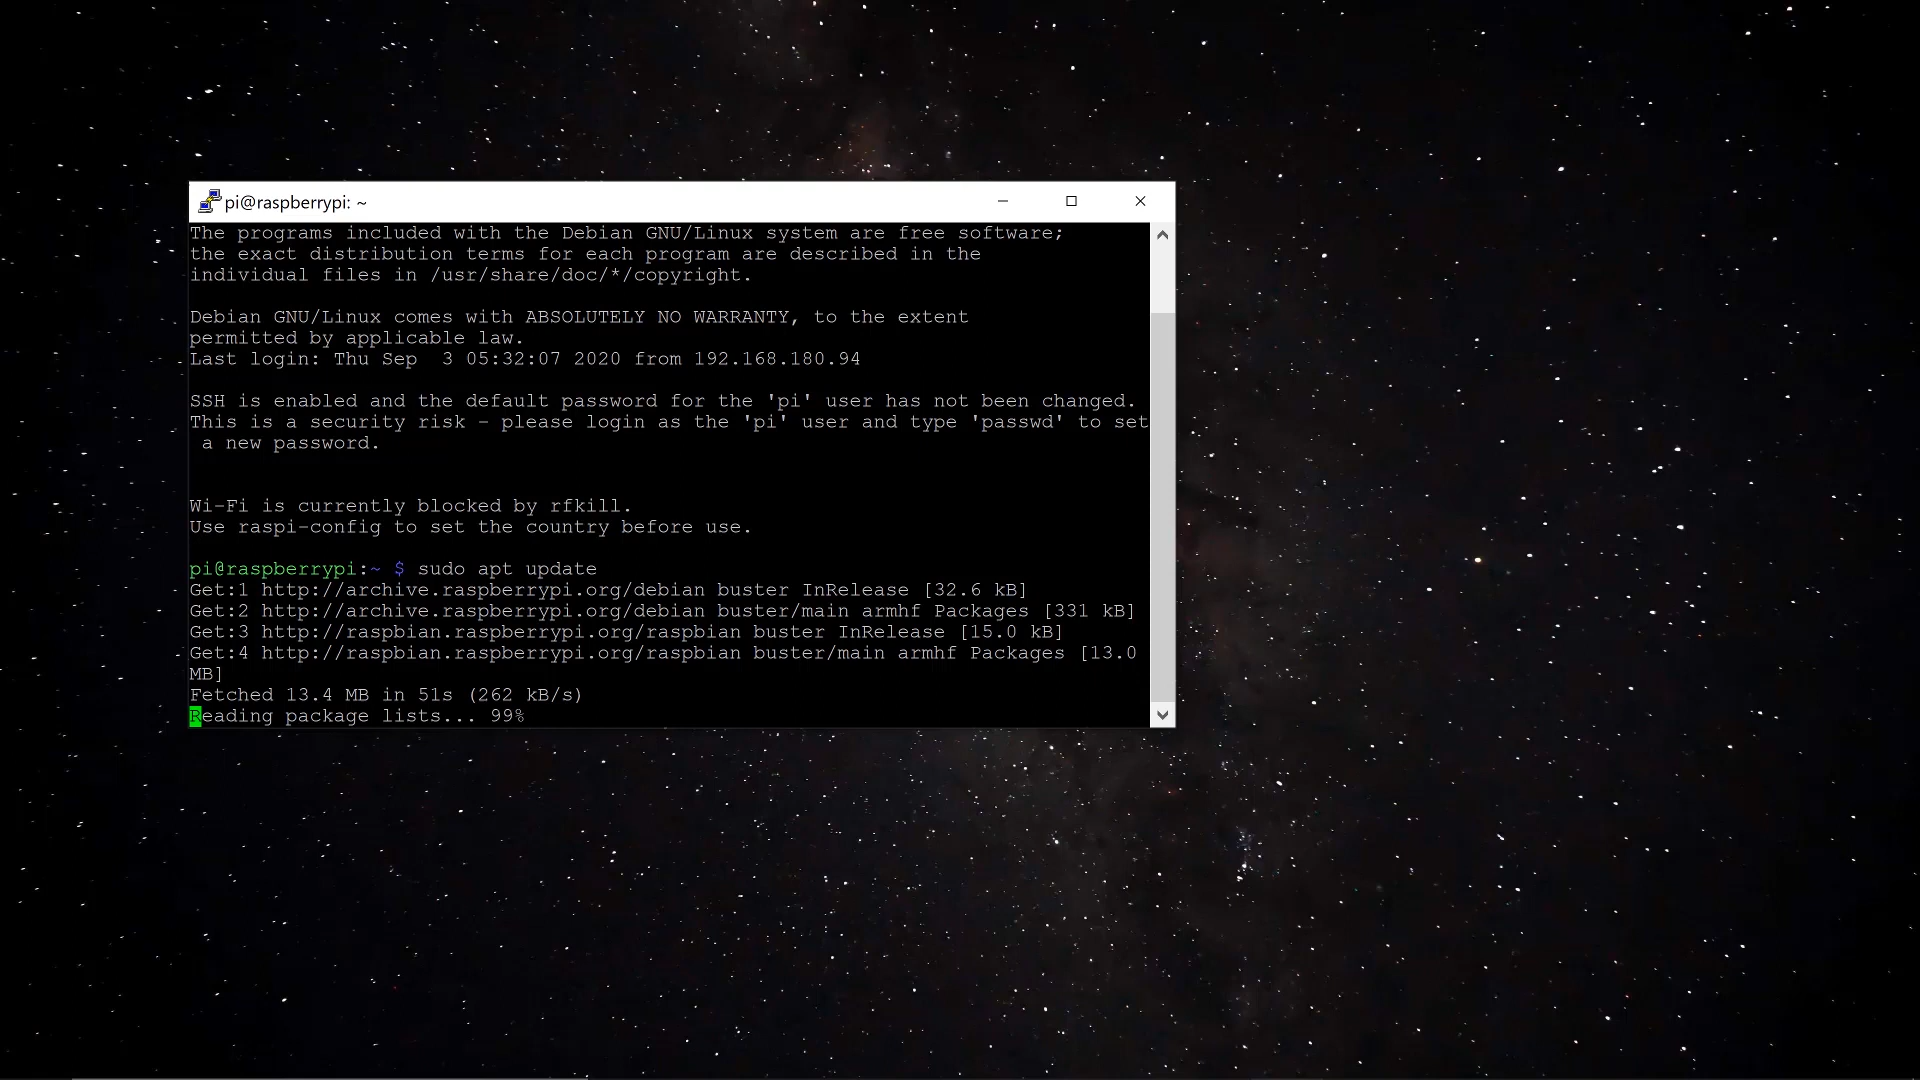 pi@raspberrypi: ~
The programs included with the Debian GNU/Linux system are free software;
the exact distribution terms for each program are described in the
individual files in /usr/share/doc/*/copyright.
Debian GNU/Linux comes with ABSOLUTELY NO WARRANTY, to the extent
permitted by applicable law.
Last login: Thu Sep  3 05:32:07 2020 from 192.168.180.94
SSH is enabled and the default password for the 'pi' user has not been changed.
This is a security risk - please login as the 'pi' user and type 'passwd' to set
 a new password.
Wi-Fi is currently blocked by rfkill.
Use raspi-config to set the country before use.
pi@raspberrypi:~ $ sudo apt update
Get:1 http://archive.raspberrypi.org/debian buster InRelease [32.6 kB]
Get:2 http://archive.raspberrypi.org/debian buster/main armhf Packages [331 kB]
Get:3 http://raspbian.raspberrypi.org/raspbian buster InRelease [15.0 kB]
Get:4 http://raspbian.raspberrypi.org/raspbian buster/main armhf Packages [13.0
MB]
Fetched 13.4 MB in 51s (262 kB/s)
Reading package lists... 99%